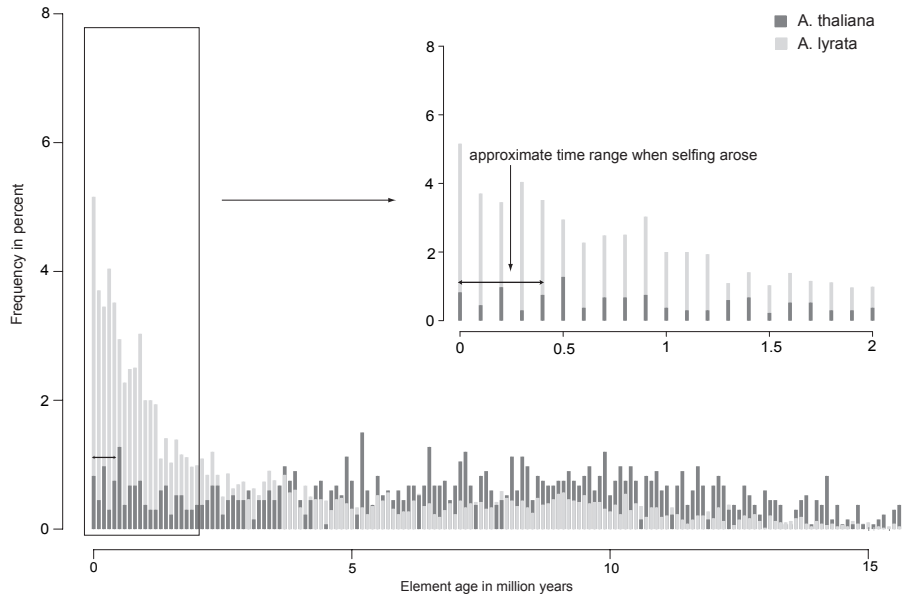 A. thaliana
A. lyrata
Frequency in percent
8
6
4
2
0
8
6
4
2
0
approximate time range when selfing arose
0 0.5 1 1.5 2
0 5 10 15
Element age in million years